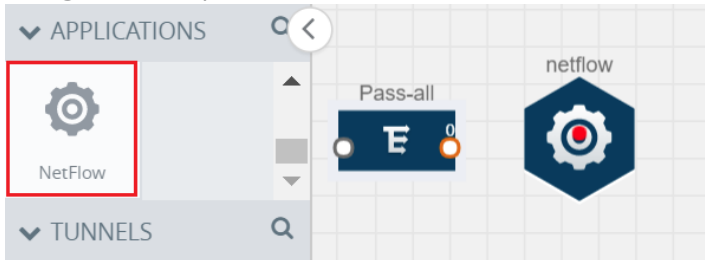 APPLICATIONS
NetFlow
TUNNELS
Pass-all
0
netflow